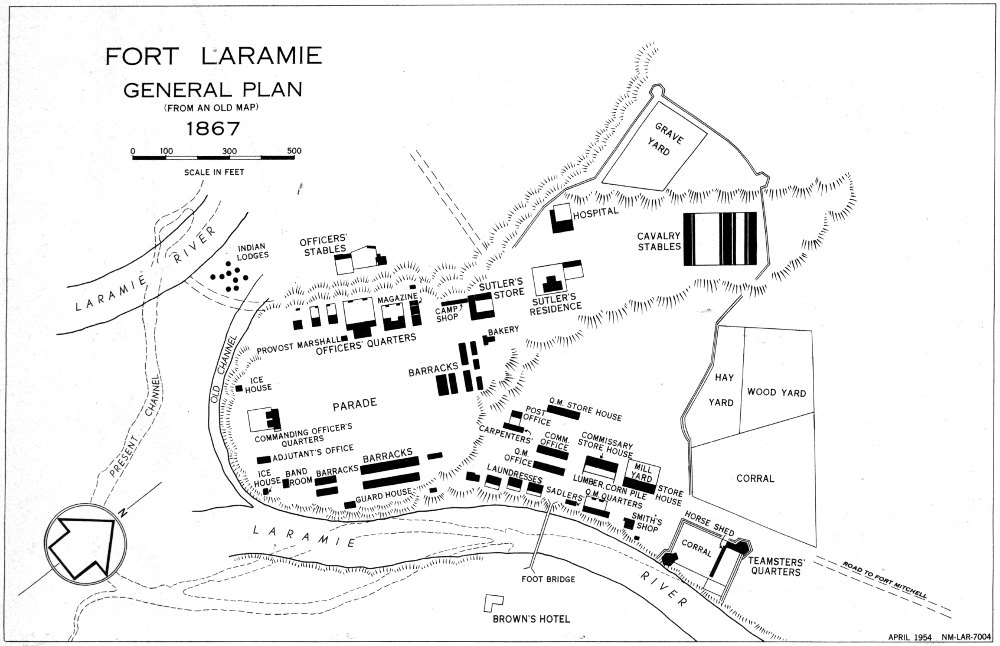 FORT LARAMIE
GENERAL PLAN
(FROM AN OLD MAP)
1867
0 100 300 500
SCALE IN FEET
GRAVE
YARD
HOSPITAL
CAVALRY
STABLES
OFFICERS'
STABLES
INDIAN
LODGES
LARAMIE RIVER
SUTLER'S
STORE
SUTLER'S
RESIDENCE
MAGAZINE
CAMP
SHOP
PROVOST MARSHALL
OFFICERS' QUARTERS
BAKERY
OLD CHANNEL
BARRACKS
ICE
HOUSE
PARADE
HAY
YARD
WOOD YARD
PRESENT CHANNEL
COMMANDING OFFICER'S
QUARTERS
Q.M. STORE HOUSE
POST
OFFICE
CARPENTERS'
COMM.
OFFICE
COMMISSARY
STORE HOUSE
ADJUTANT'S OFFICE
Q.M.
OFFICE
MILL
YARD
BARRACKS
ICE
HOUSE
BAND
ROOM
BARRACKS
LAUNDRESSES
LUMBER, CORN PILE
STORE
HOUSE
CORRAL
GUARD HOUSE
SADLERS
Q.M. QUARTERS
SMITH'S
SHOP
HORSE SHED
CORRAL
TEAMSTERS'
QUARTERS
N
LARAMIE
RIVER
ROAD TO FORT MITCHELL
FOOT BRIDGE
BROWN'S HOTEL
APRIL 1954 NM-LAR-7004